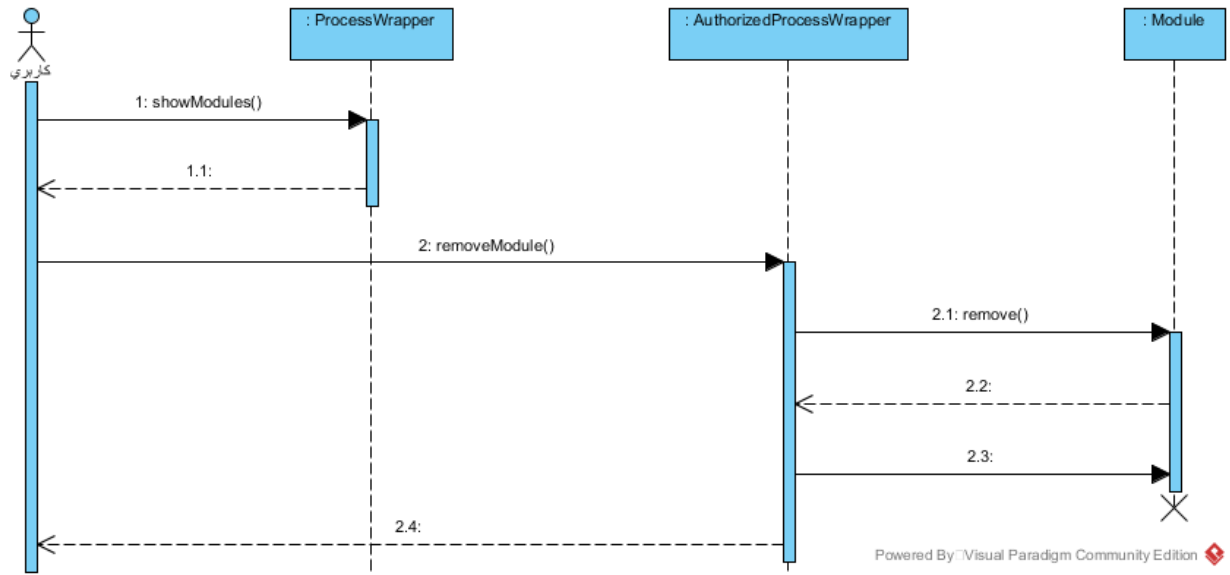 : ProcessWrapper
: AuthorizedProcessWrapper
: Module
كاربري
1: showModules()
1.1:
2: removeModule()
2.1: remove()
2.2:
2.3:
2.4:
Powered By Visual Paradigm Community Edition